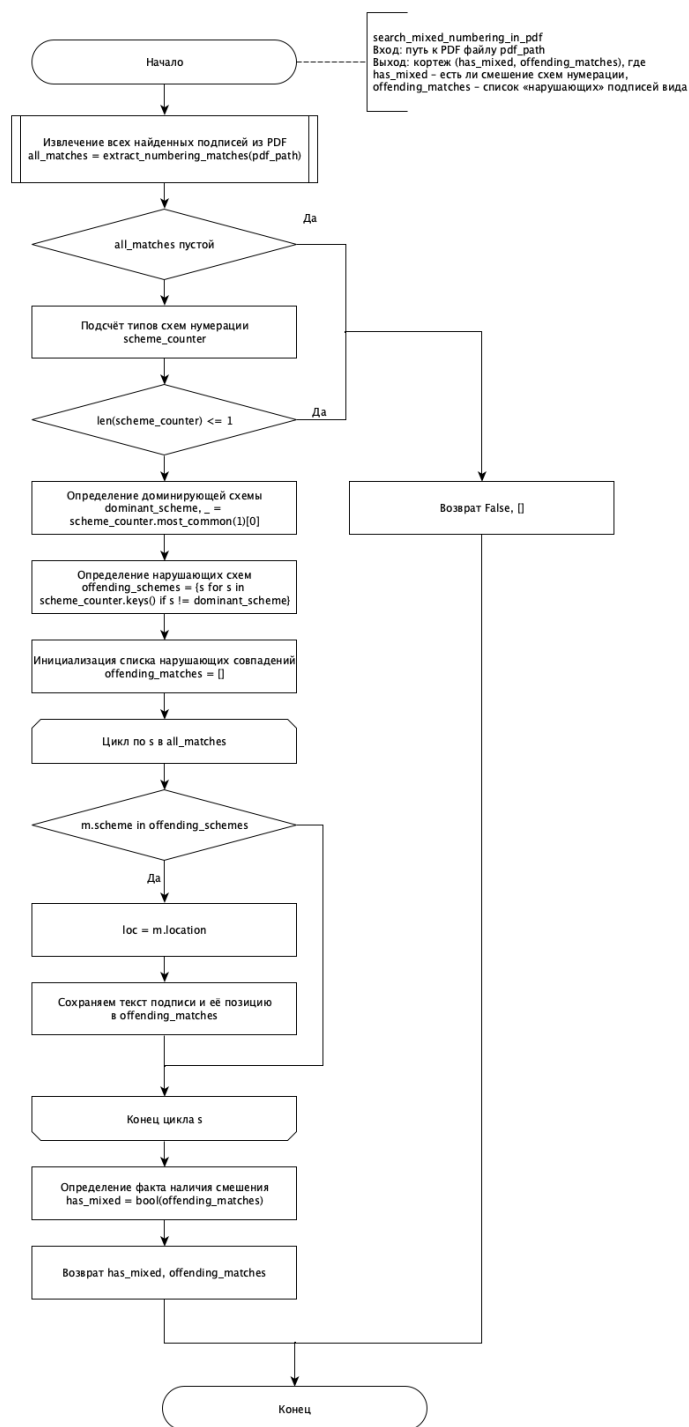 search_mixed_numbering_in_pdf
Вход: путь к PDF файлу pdf_path
Выход: кортеж (has_mixed, offending_matches), где
has_mixed – есть ли смешение схем нумерации,
offending_matches – список «нарушающих» подписей вида
Начало
Извлечение всех найденных подписей из PDF
all_matches = extract_numbering_matches(pdf_path)
Да
all_matches пустой
Подсчёт типов схем нумерации
scheme_counter
Да
len(scheme_counter) <= 1
Определение доминирующей схемы
dominant_scheme, _ =
scheme_counter.most_common(1)[0]
Возврат False, []
Определение нарушающих схем
offending_schemes = {s for s in
scheme_counter.keys() if s != dominant_scheme}
Инициализация списка нарушающих совпадений
offending_matches = []
Цикл по s в all_matches
m.scheme in offending_schemes
Да
loc = m.location
Сохраняем текст подписи и её позицию
в offending_matches
Конец цикла s
Определение факта наличия смешения
has_mixed = bool(offending_matches)
Возврат has_mixed, offending_matches
Конец